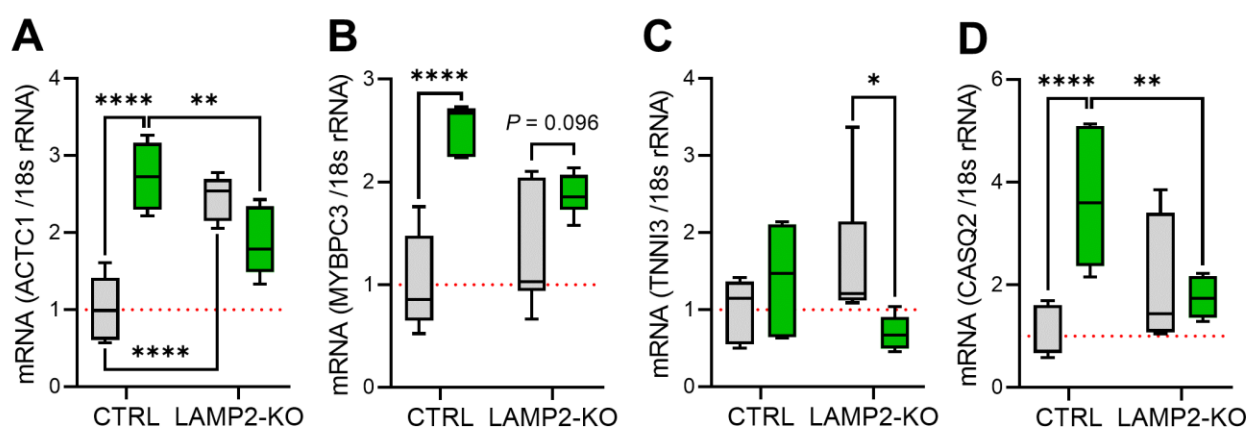 A
mRNA (ACTC1 /18s rRNA)
4
3
2
1
0
**** **
****
CTRL LAMP2-KO
B
mRNA (MYBPC3 /18s rRNA)
3
2
1
0
****
P = 0.096
CTRL LAMP2-KO
C
mRNA (TNNI3 /18s rRNA)
4
3
2
1
0
*
CTRL LAMP2-KO
D
mRNA (CASQ2 /18s rRNA)
6
4
2
0
**** **
CTRL LAMP2-KO